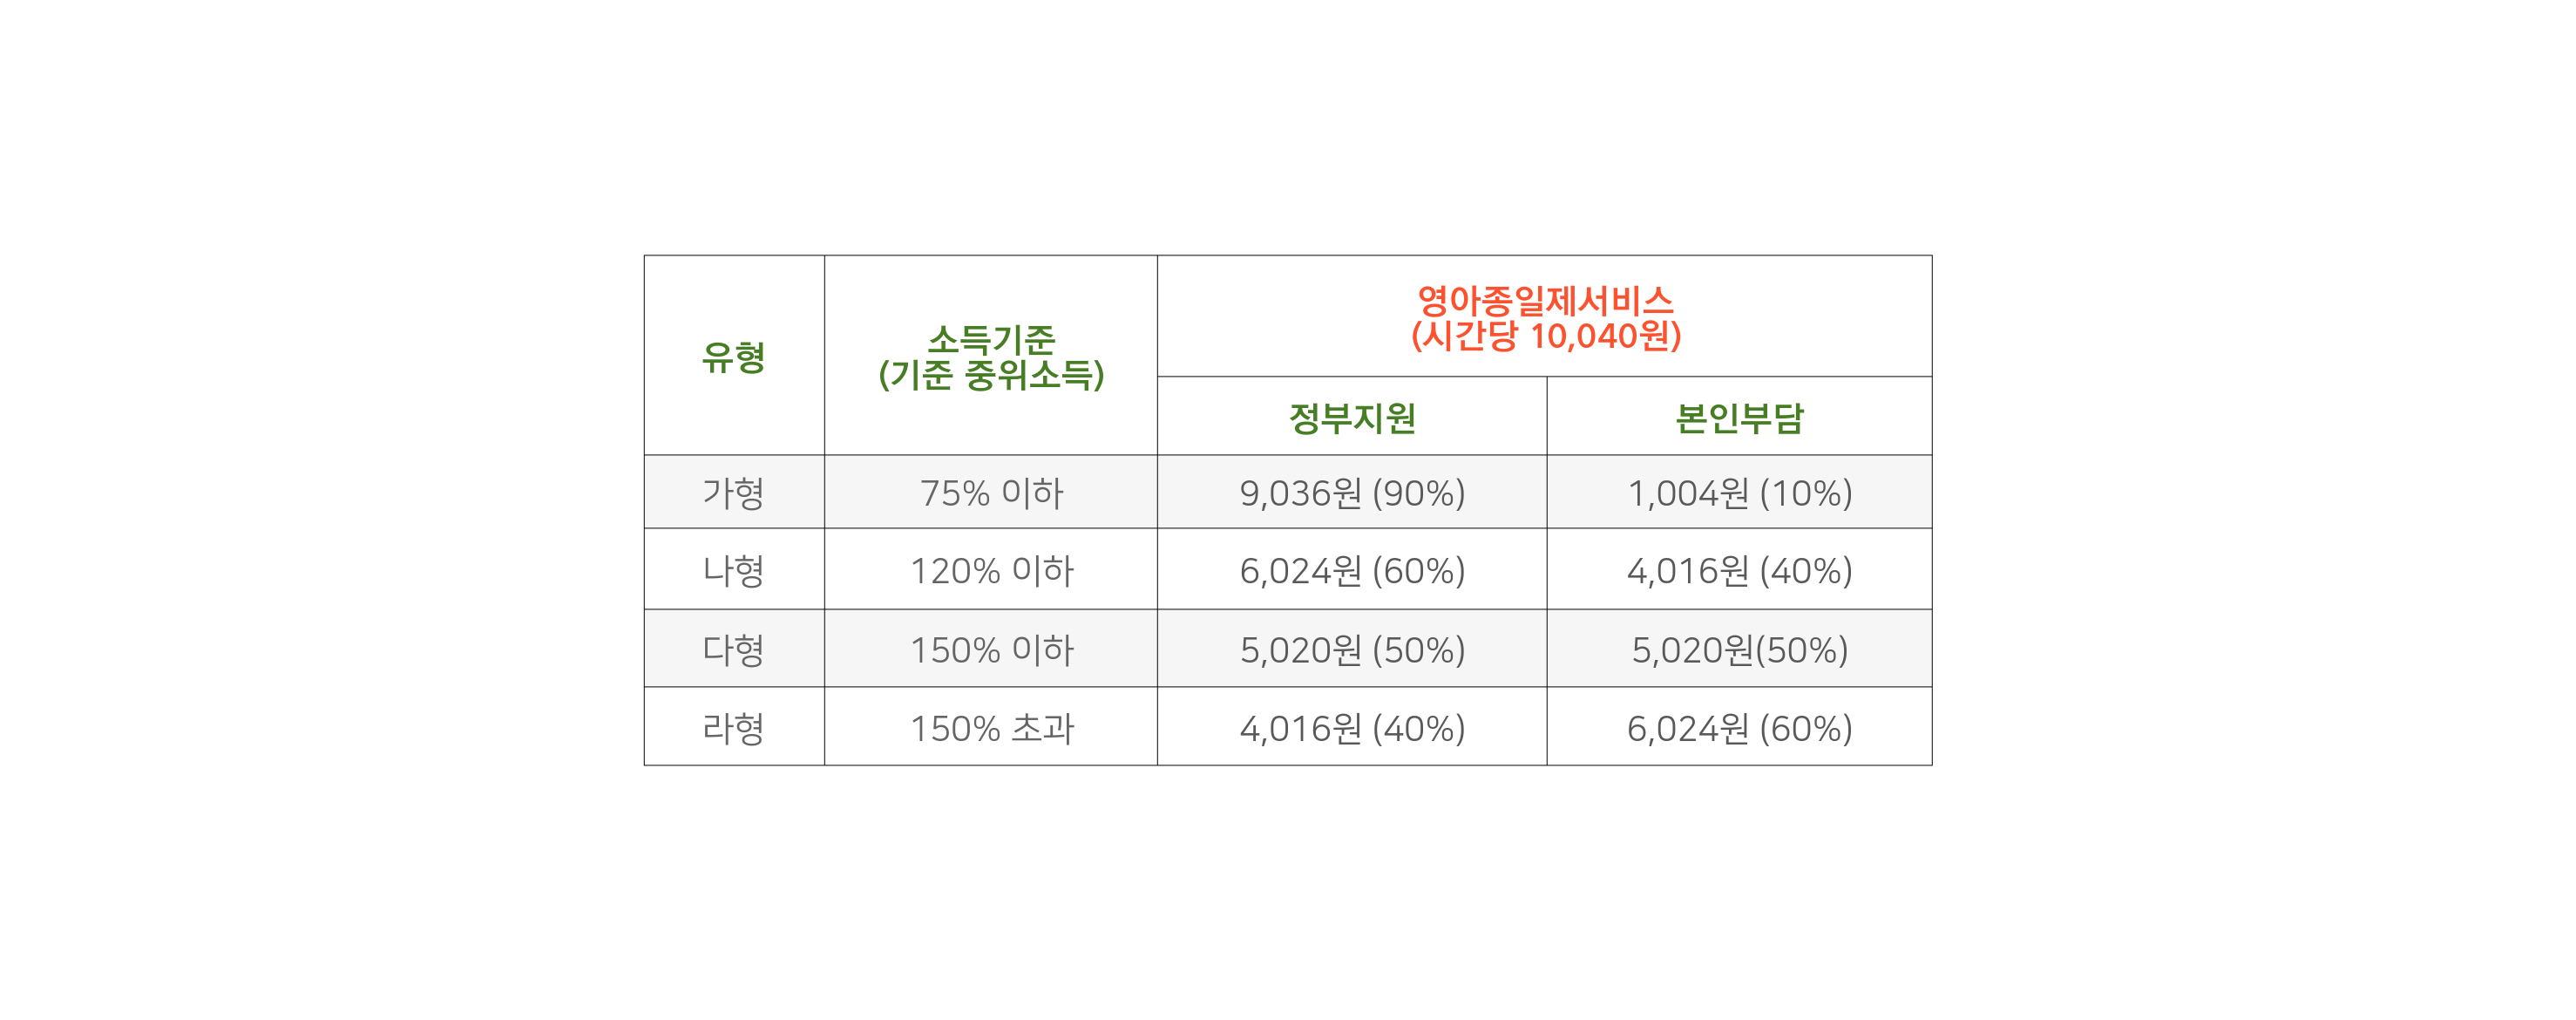 유형
소득기준
(기준 중위소득)
영아종일제서비스
(시간당 10,040원)
정부지원
본인부담
가형
75% 이하
9,036원 (90%)
1,004원 (10%)
나형
120% 이하
6,024원 (60%)
4,016원 (40%)
다형
150% 이하
5,020원 (50%)
5,020원(50%)
라형
150% 초과
4,016원 (40%)
6,024원 (60%)